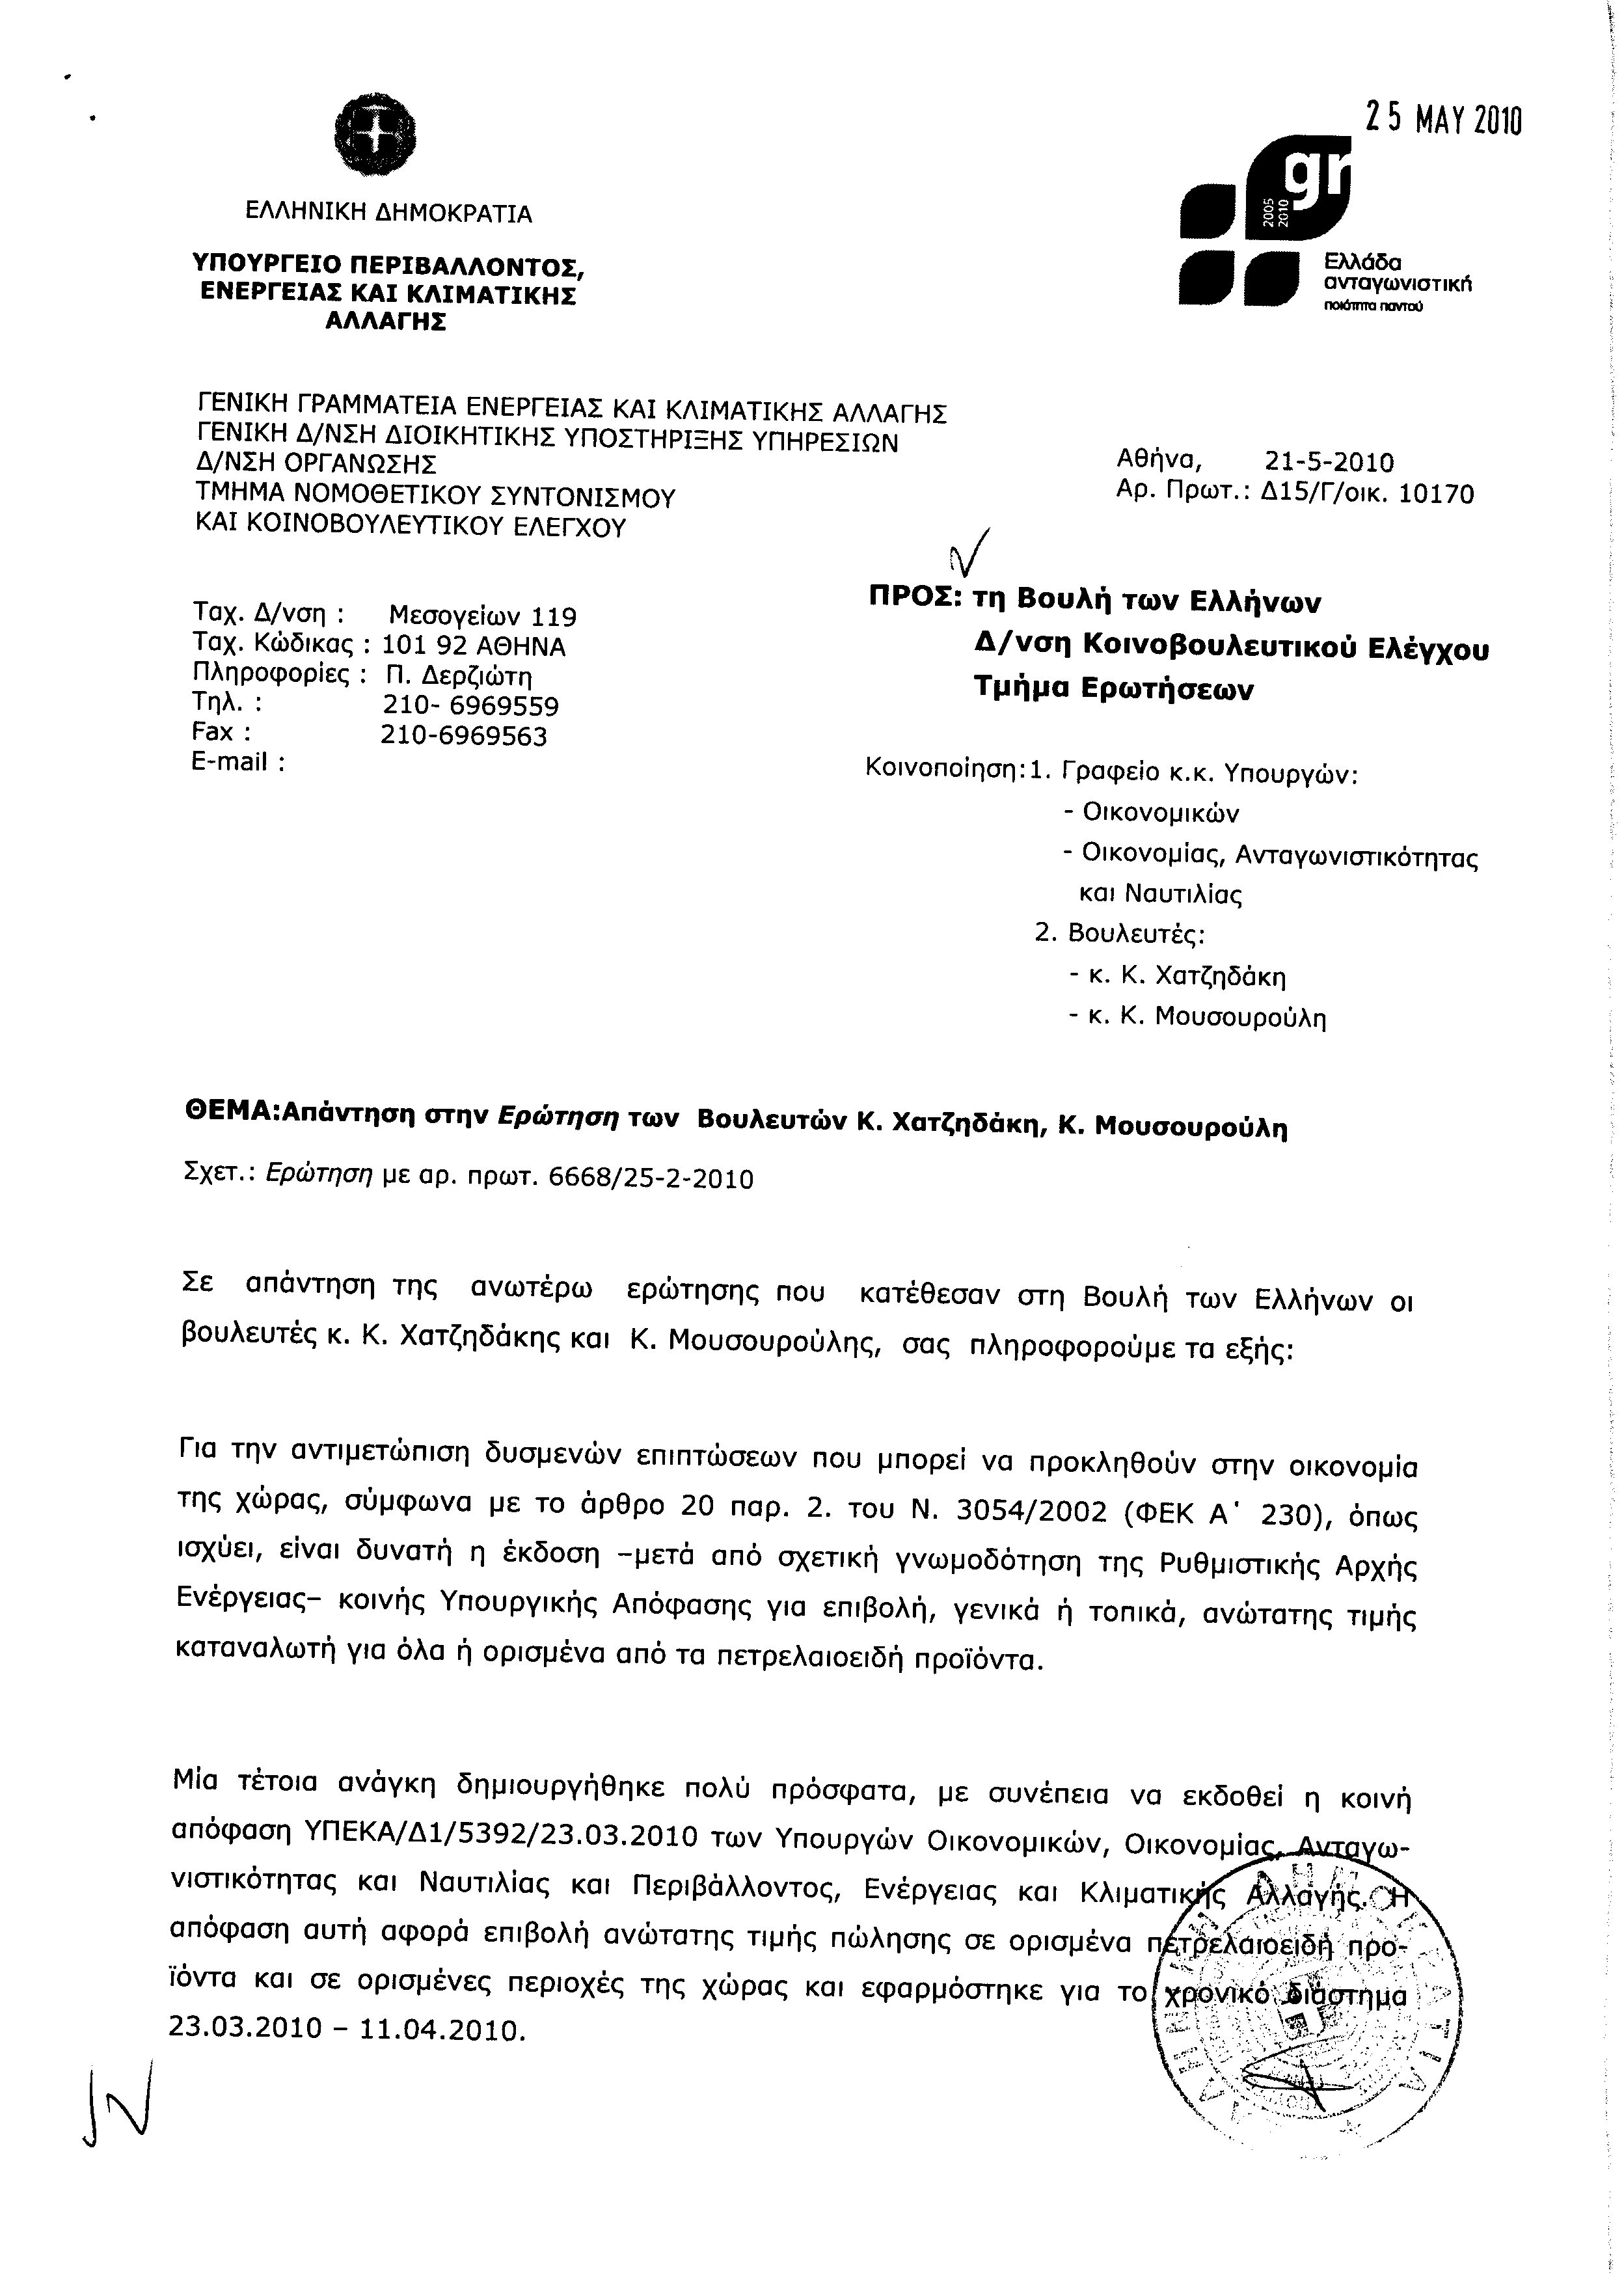 25 MAY 2010
gr
2005
2010
Ελλάδα
ανταγωνιστική
ποιότητα παντού
ΕΛΛΗΝΙΚΗ ΔΗΜΟΚΡΑΤΙΑ
ΥΠΟΥΡΓΕΙΟ ΠΕΡΙΒΑΛΛΟΝΤΟΣ,
ΕΝΕΡΓΕΙΑΣ ΚΑΙ ΚΛΙΜΑΤΙΚΗΣ
ΑΛΛΑΓΗΣ
ΓΕΝΙΚΗ ΓΡΑΜΜΑΤΕΙΑ ΕΝΕΡΓΕΙΑΣ ΚΑΙ ΚΛΙΜΑΤΙΚΗΣ ΑΛΛΑΓΗΣ
ΓΕΝΙΚΗ Δ/ΝΣΗ ΔΙΟΙΚΗΤΙΚΗΣ ΥΠΟΣΤΗΡΙΞΗΣ ΥΠΗΡΕΣΙΩΝ
Δ/ΝΣΗ ΟΡΓΑΝΩΣΗΣ
ΤΜΗΜΑ ΝΟΜΟΘΕΤΙΚΟΥ ΣΥΝΤΟΝΙΣΜΟΥ
ΚΑΙ ΚΟΙΝΟΒΟΥΛΕΥΤΙΚΟΥ ΕΛΕΓΧΟΥ
Αθήνα, 21-5-2010
Αρ. Πρωτ.: Δ15/Γ/οικ. 10170
Ταχ. Δ/νση : Μεσογείων 119
Ταχ. Κώδικας : 101 92 ΑΘΗΝΑ
Πληροφορίες : Π. Δερζιώτη
Τηλ. : 210- 6969559
Fax : 210-6969563
E-mail :
ΠΡΟΣ: τη Βουλή των Ελλήνων
Δ/νση Κοινοβουλευτικού Ελέγχου
Τμήμα Ερωτήσεων
Κοινοποίηση:1. Γραφείο κ.κ. Υπουργών:
- Οικονομικών
- Οικονομίας, Ανταγωνιστικότητας
και Ναυτιλίας
2. Βουλευτές:
- κ. Κ. Χατζηδάκη
- κ. Κ. Μουσουρούλη
ΘΕΜΑ:Απάντηση στην Ερώτηση των Βουλευτών Κ. Χατζηδάκη, Κ. Μουσουρούλη
Σχετ.: Ερώτηση με αρ. πρωτ. 6668/25-2-2010
Σε απάντηση της ανωτέρω ερώτησης που κατέθεσαν στη Βουλή των Ελλήνων οι
βουλευτές κ. Κ. Χατζηδάκης και Κ. Μουσουρούλης, σας πληροφορούμε τα εξής:
Για την αντιμετώπιση δυσμενών επιπτώσεων που μπορεί να προκληθούν στην οικονομία
της χώρας, σύμφωνα με το άρθρο 20 παρ. 2. του Ν. 3054/2002 (ΦΕΚ Α' 230), όπως
ισχύει, είναι δυνατή η έκδοση –μετά από σχετική γνωμοδότηση της Ρυθμιστικής Αρχής
Ενέργειας– κοινής Υπουργικής Απόφασης για επιβολή, γενικά ή τοπικά, ανώτατης τιμής
καταναλωτή για όλα ή ορισμένα από τα πετρελαιοειδή προϊόντα.
Μία τέτοια ανάγκη δημιουργήθηκε πολύ πρόσφατα, με συνέπεια να εκδοθεί η κοινή
απόφαση ΥΠΕΚΑ/Δ1/5392/23.03.2010 των Υπουργών Οικονομικών, Οικονομίας, Ανταγω-
νιστικότητας και Ναυτιλίας και Περιβάλλοντος, Ενέργειας και Κλιματικής Αλλαγής. Η
απόφαση αυτή αφορά επιβολή ανώτατης τιμής πώλησης σε ορισμένα πετρελαιοειδή προ-
ϊόντα και σε ορισμένες περιοχές της χώρας και εφαρμόστηκε για το χρονικό διάστημα
23.03.2010 – 11.04.2010.
ΕΛΛΗΝΙΚΗ ΔΗΜΟΚΡΑΤΙΑ